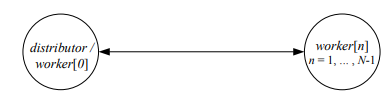 distributor /
worker[0]
worker[n]
n = 1, ... , N-1